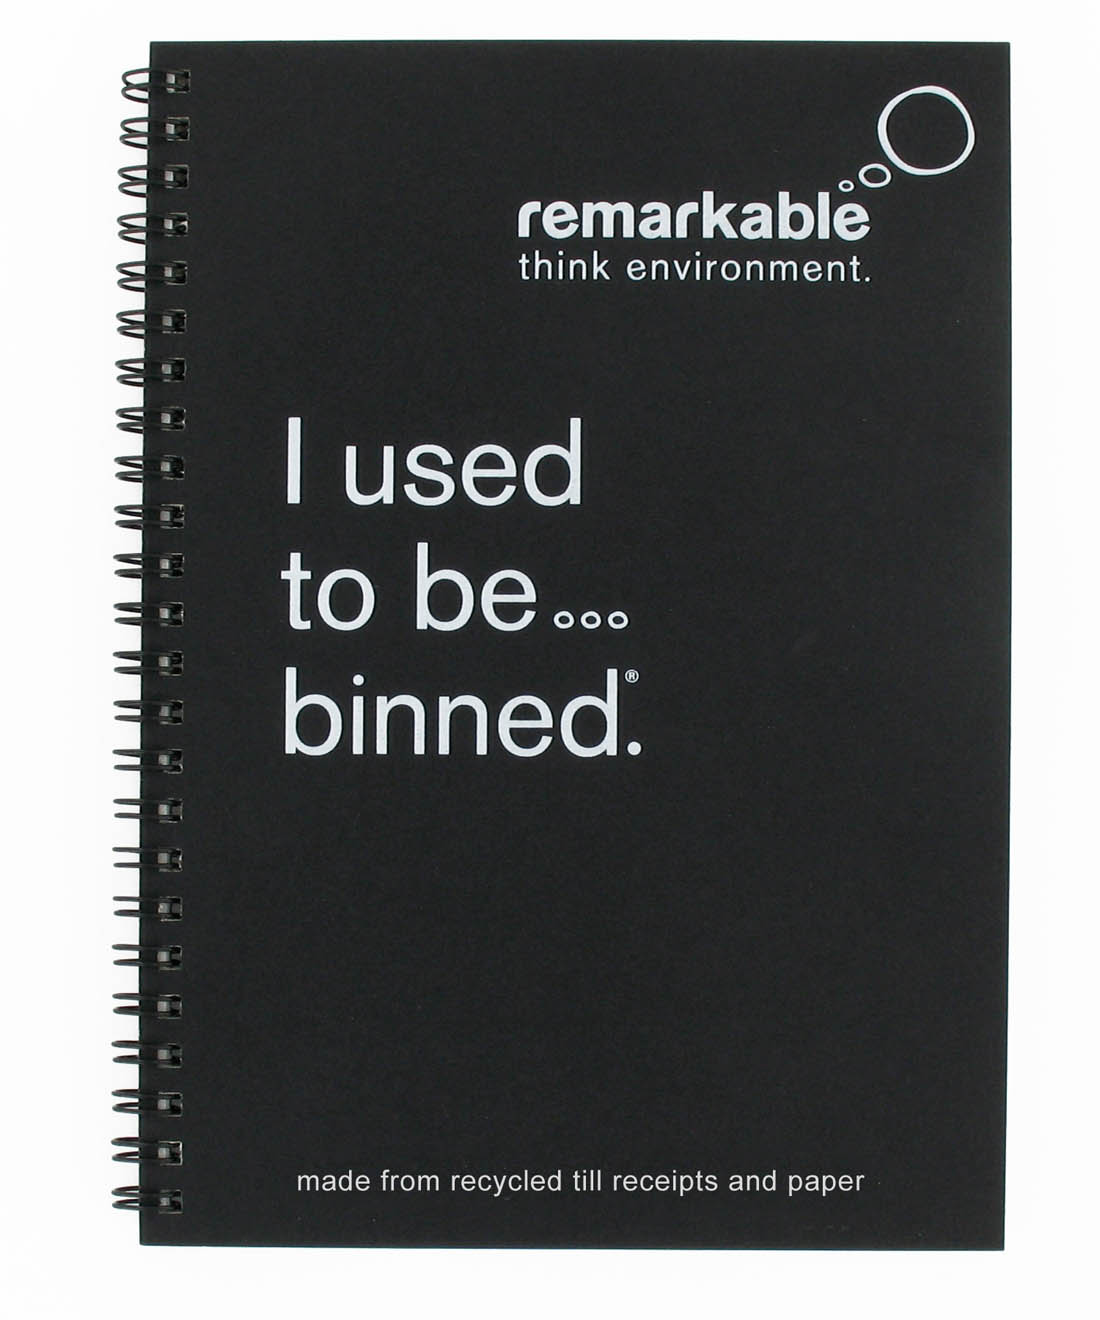 remarkable
think environment.
I used
to be...
binned®.
made from recycled till receipts and paper